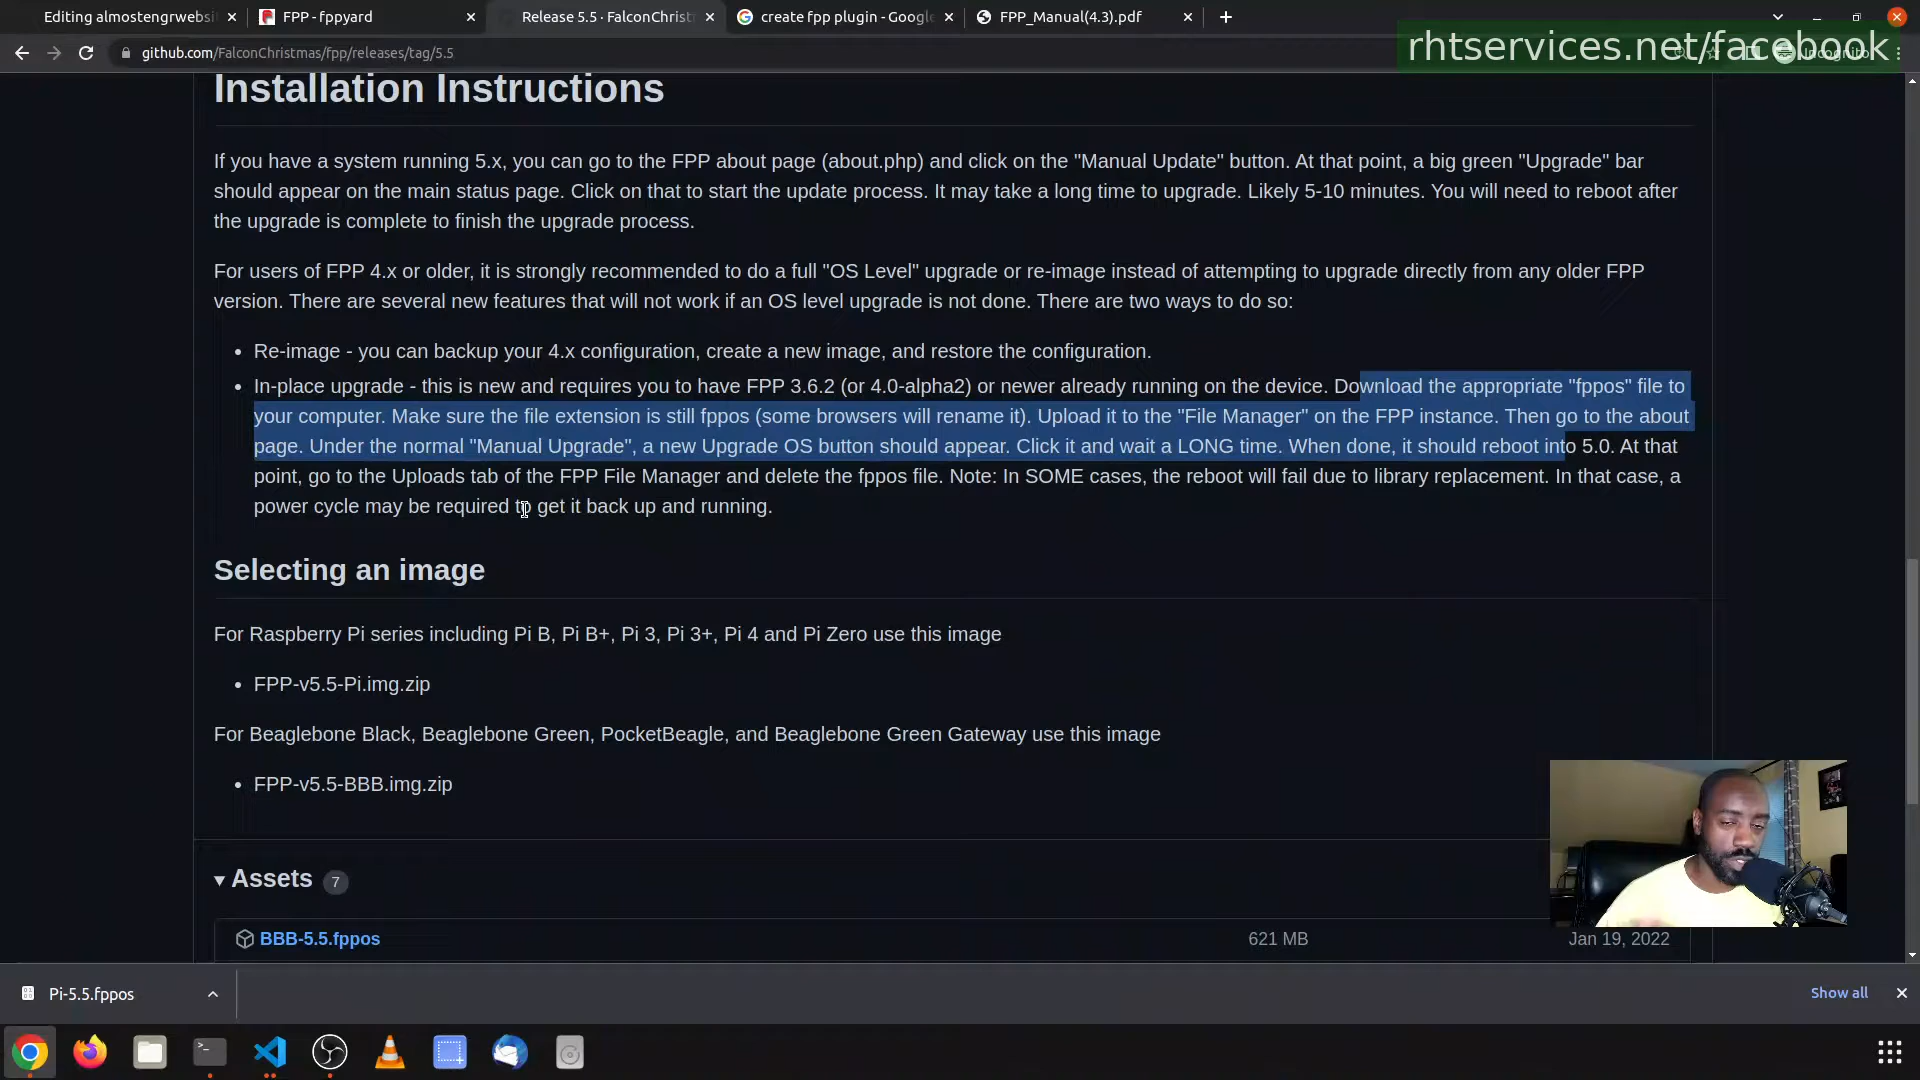 Editing almostengrwebsi
FPP - fppyard
Release 5.5 · FalconChrist
create fpp plugin - Google
FPP_Manual(4.3).pdf
github.com/FalconChristmas/fpp/releases/tag/5.5
rhtservices.net/facebook
Installation Instructions
If you have a system running 5.x, you can go to the FPP about page (about.php) and click on the "Manual Update" button. At that point, a big green "Upgrade" bar
should appear on the main status page. Click on that to start the update process. It may take a long time to upgrade. Likely 5-10 minutes. You will need to reboot after
the upgrade is complete to finish the upgrade process.
For users of FPP 4.x or older, it is strongly recommended to do a full "OS Level" upgrade or re-image instead of attempting to upgrade directly from any older FPP
version. There are several new features that will not work if an OS level upgrade is not done. There are two ways to do so:
• Re-image - you can backup your 4.x configuration, create a new image, and restore the configuration.
• In-place upgrade - this is new and requires you to have FPP 3.6.2 (or 4.0-alpha2) or newer already running on the device. Download the appropriate "fppos" file to
your computer. Make sure the file extension is still fppos (some browsers will rename it). Upload it to the "File Manager" on the FPP instance. Then go to the about
page. Under the normal "Manual Upgrade", a new Upgrade OS button should appear. Click it and wait a LONG time. When done, it should reboot into 5.0. At that
point, go to the Uploads tab of the FPP File Manager and delete the fppos file. Note: In SOME cases, the reboot will fail due to library replacement. In that case, a
power cycle may be required to get it back up and running.
Selecting an image
For Raspberry Pi series including Pi B, Pi B+, Pi 3, Pi 3+, Pi 4 and Pi Zero use this image
• FPP-v5.5-Pi.img.zip
For Beaglebone Black, Beaglebone Green, PocketBeagle, and Beaglebone Green Gateway use this image
• FPP-v5.5-BBB.img.zip
Assets 7
BBB-5.5.fppos 621 MB Jan 19, 2022
Pi-5.5.fppos
Show all